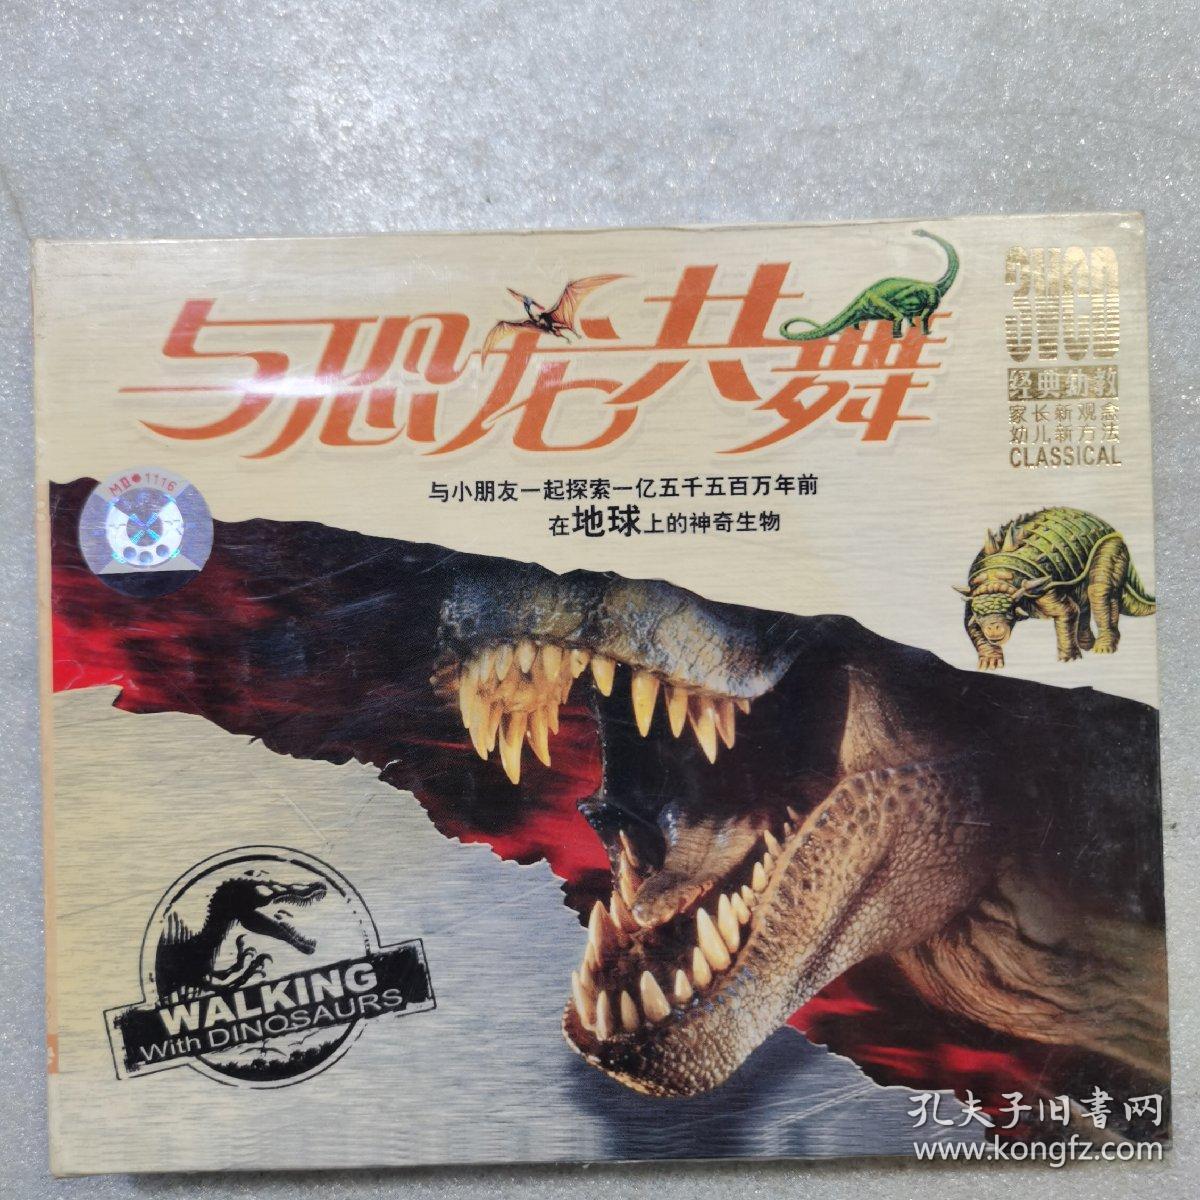 与恐龙共舞
3VCD
经典幼教
家长新观念
幼儿新方法
CLASSICAL
与小朋友一起探索一亿五千五百万年前
在地球上的神奇生物
1116
WALKING
With DINOSAURS
孔夫子旧書网
www.kongfz.com